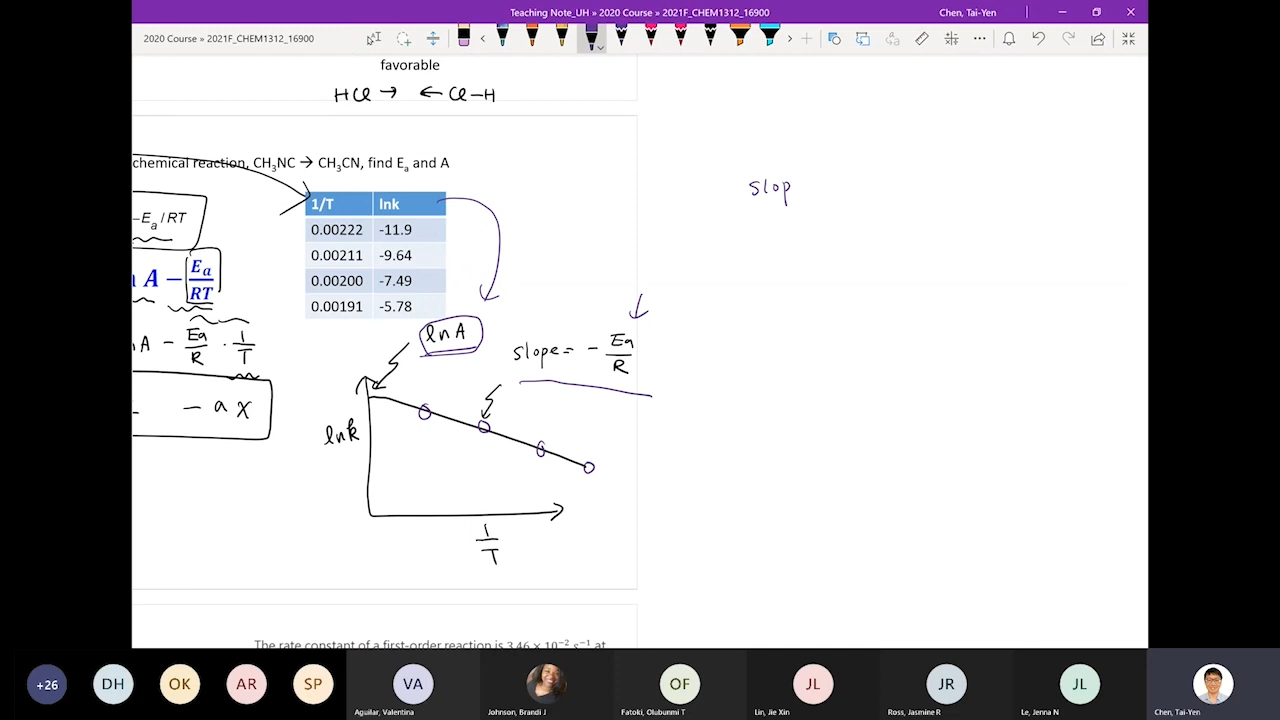 Teaching_Note_UH » 2020 Course » 2021F_CHEM1312_16900
Chen, Tai-Yen
2020 Course » 2021F_CHEM1312_16900
favorable
HCl → ← Cl–H
chemical reaction, CH₃NC → CH₃CN, find Eₐ and A
1/T lnk
0.00222 -11.9
0.00211 -9.64
0.00200 -7.49
0.00191 -5.78
–Eₐ/RT
A – Eₐ/RT
A – Ea/R · 1/T
– a x
lnA
slope = – Ea/R
lnk
1/T
slop
The rate constant of a first-order reaction is 3.46 × 10⁻² s⁻¹ at
+26 DH OK AR SP VA OF JL JR JL
Aguilar, Valentina
Johnson, Brandi J
Fatoki, Olubunmi T
Lin, Jie Xin
Ross, Jasmine R
Le, Jenna N
Chen, Tai-Yen